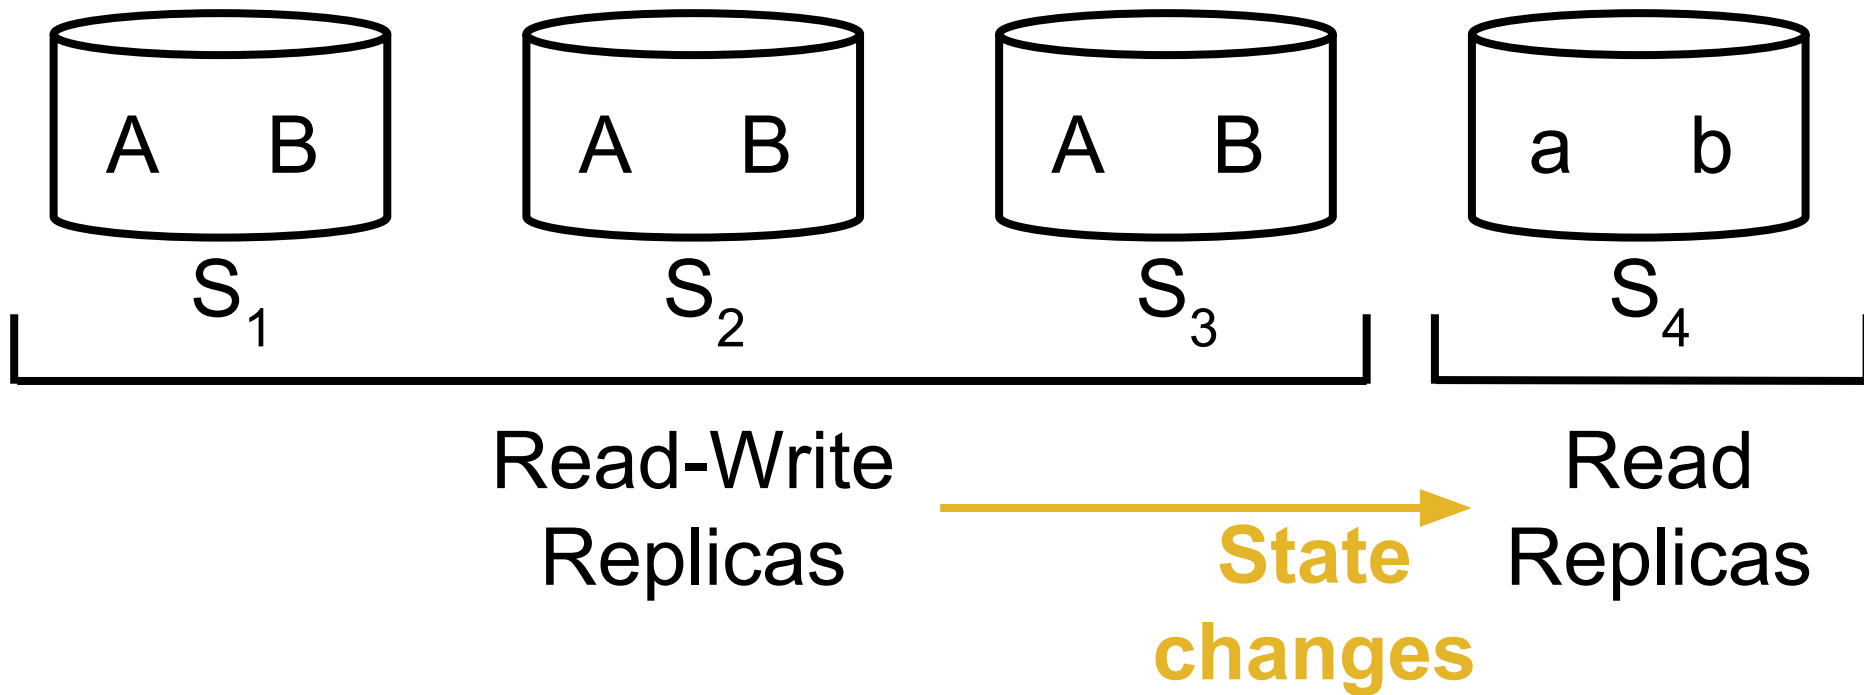 A B A B A B a b
S1 S2 S3 S4
Read-Write Read
Replicas Replicas
State
changes